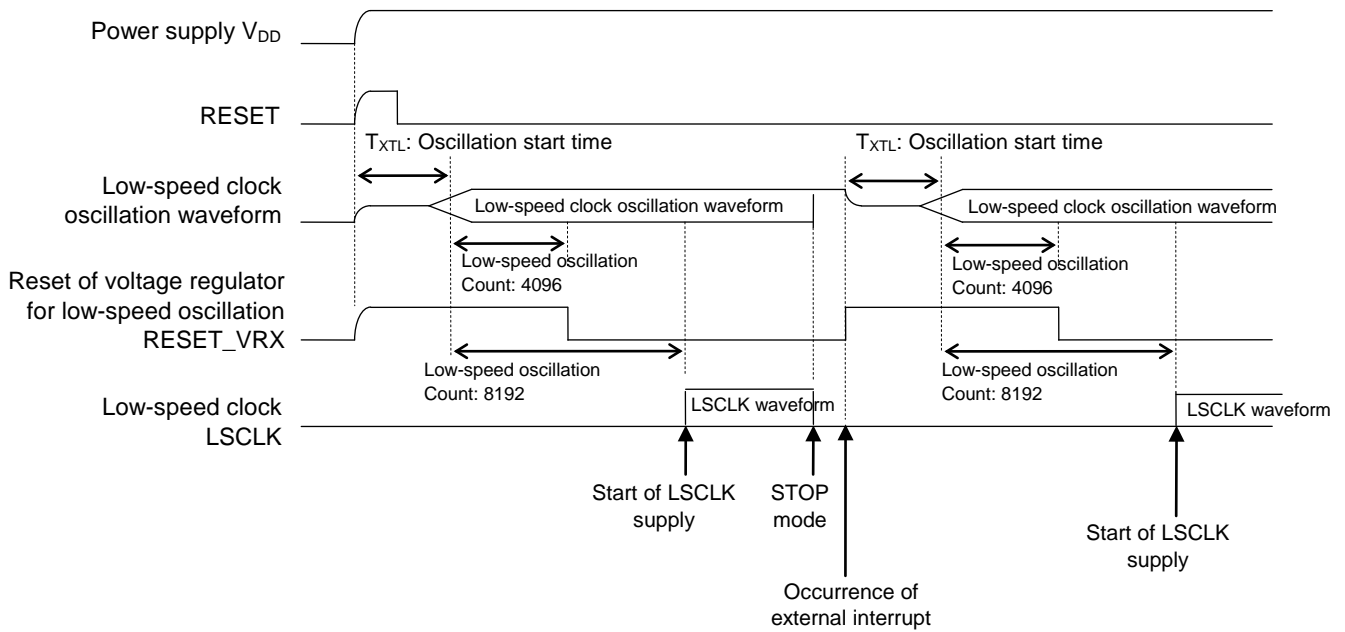 Power supply VDD
RESET
TXTL: Oscillation start time
TXTL: Oscillation start time
Low-speed clock
oscillation waveform
Low-speed clock oscillation waveform
Low-speed clock oscillation waveform
Low-speed oscillation
Count: 4096
Low-speed oscillation
Count: 4096
Reset of voltage regulator
for low-speed oscillation
RESET_VRX
Low-speed oscillation
Count: 8192
Low-speed oscillation
Count: 8192
Low-speed clock
LSCLK
LSCLK waveform
LSCLK waveform
Start of LSCLK
supply
STOP
mode
Start of LSCLK
supply
Occurrence of
external interrupt